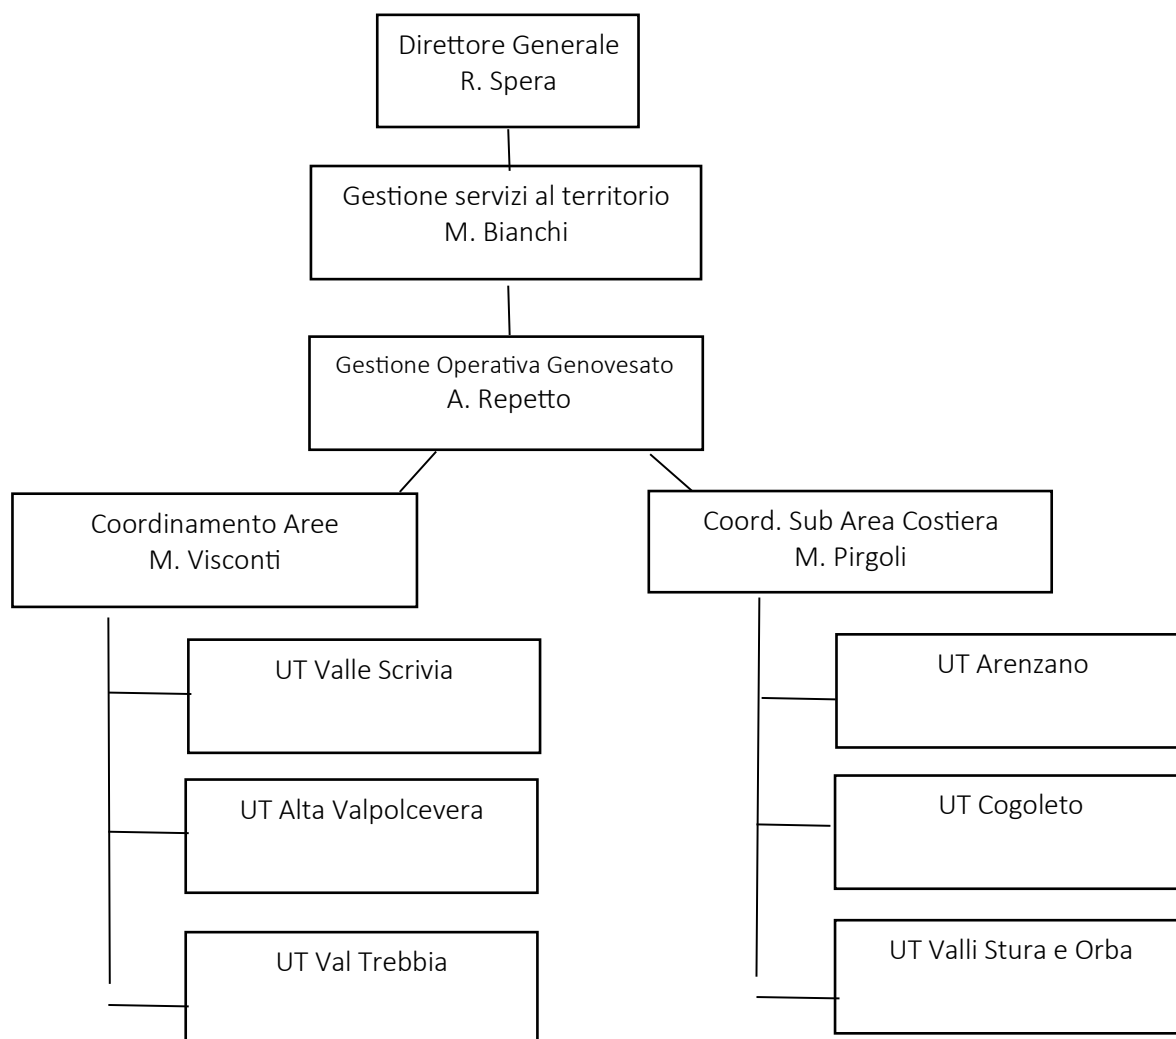 Direttore Generale
R. Spera
Gestione servizi al territorio
M. Bianchi
Gestione Operativa Genovesato
A. Repetto
Coordinamento Aree
M. Visconti
Coord. Sub Area Costiera
M. Pirgoli
UT Valle Scrivia
UT Alta Valpolcevera
UT Val Trebbia
UT Arenzano
UT Cogoleto
UT Valli Stura e Orba